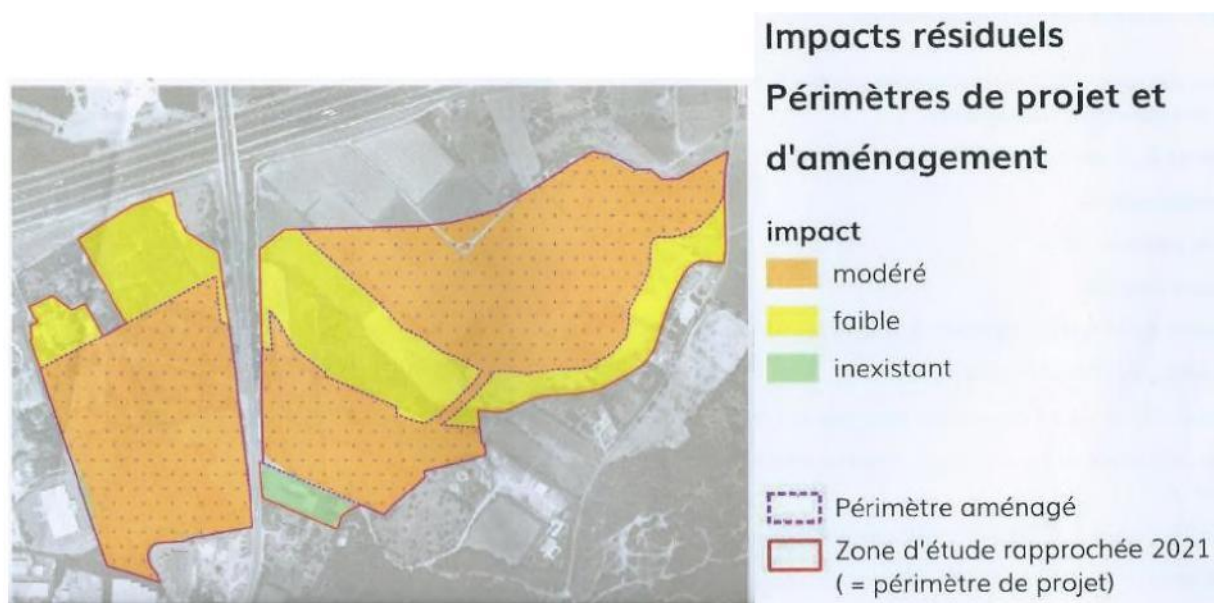 Impacts résiduels
Périmètres de projet et
d'aménagement
impact
modéré
faible
inexistant
Périmètre aménagé
Zone d'étude rapprochée 2021
( = périmètre de projet)